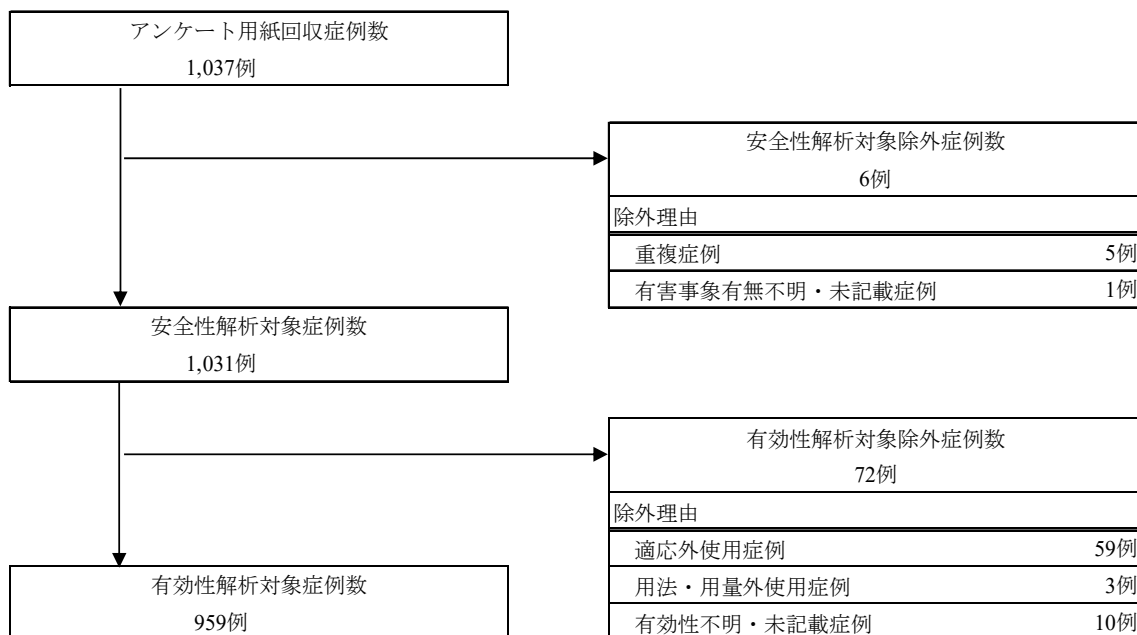 アンケート用紙回収症例数
1,037例
安全性解析対象除外症例数
6例
除外理由
重複症例 5例
有害事象有無不明・未記載症例 1例
安全性解析対象症例数
1,031例
有効性解析対象除外症例数
72例
除外理由
適応外使用症例 59例
用法・用量外使用症例 3例
有効性不明・未記載症例 10例
有効性解析対象症例数
959例